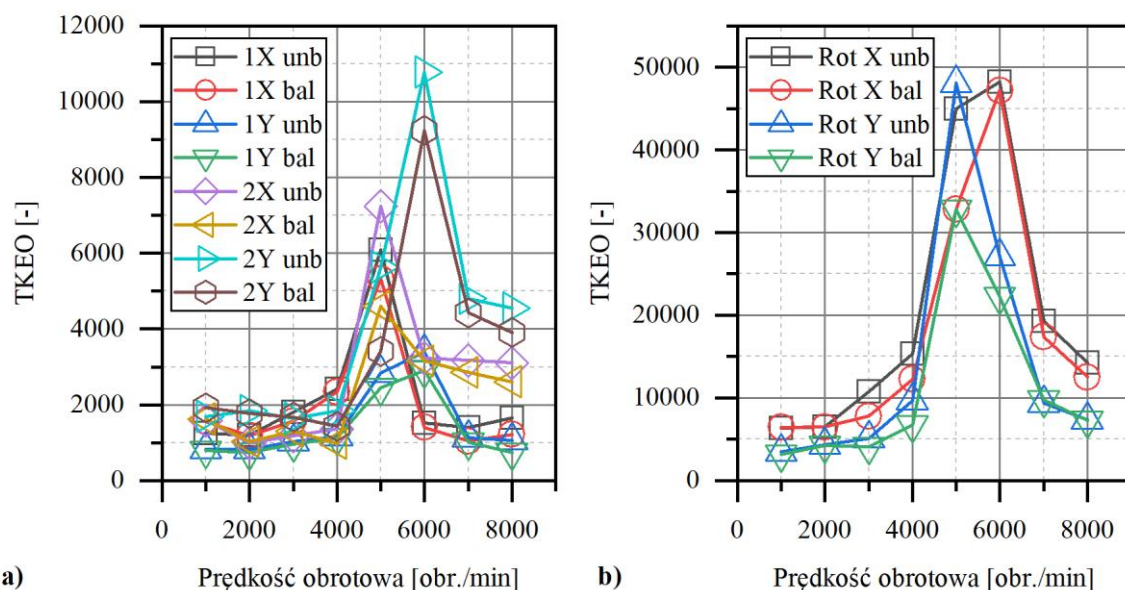 12000
10000
8000
6000
4000
2000
0
TKEO [-]
1X unb
1X bal
1Y unb
1Y bal
2X unb
2X bal
2Y unb
2Y bal
0 2000 4000 6000 8000
Prędkość obrotowa [obr./min]
a)
50000
40000
30000
20000
10000
0
TKEO [-]
Rot X unb
Rot X bal
Rot Y unb
Rot Y bal
0 2000 4000 6000 8000
Prędkość obrotowa [obr./min]
b)